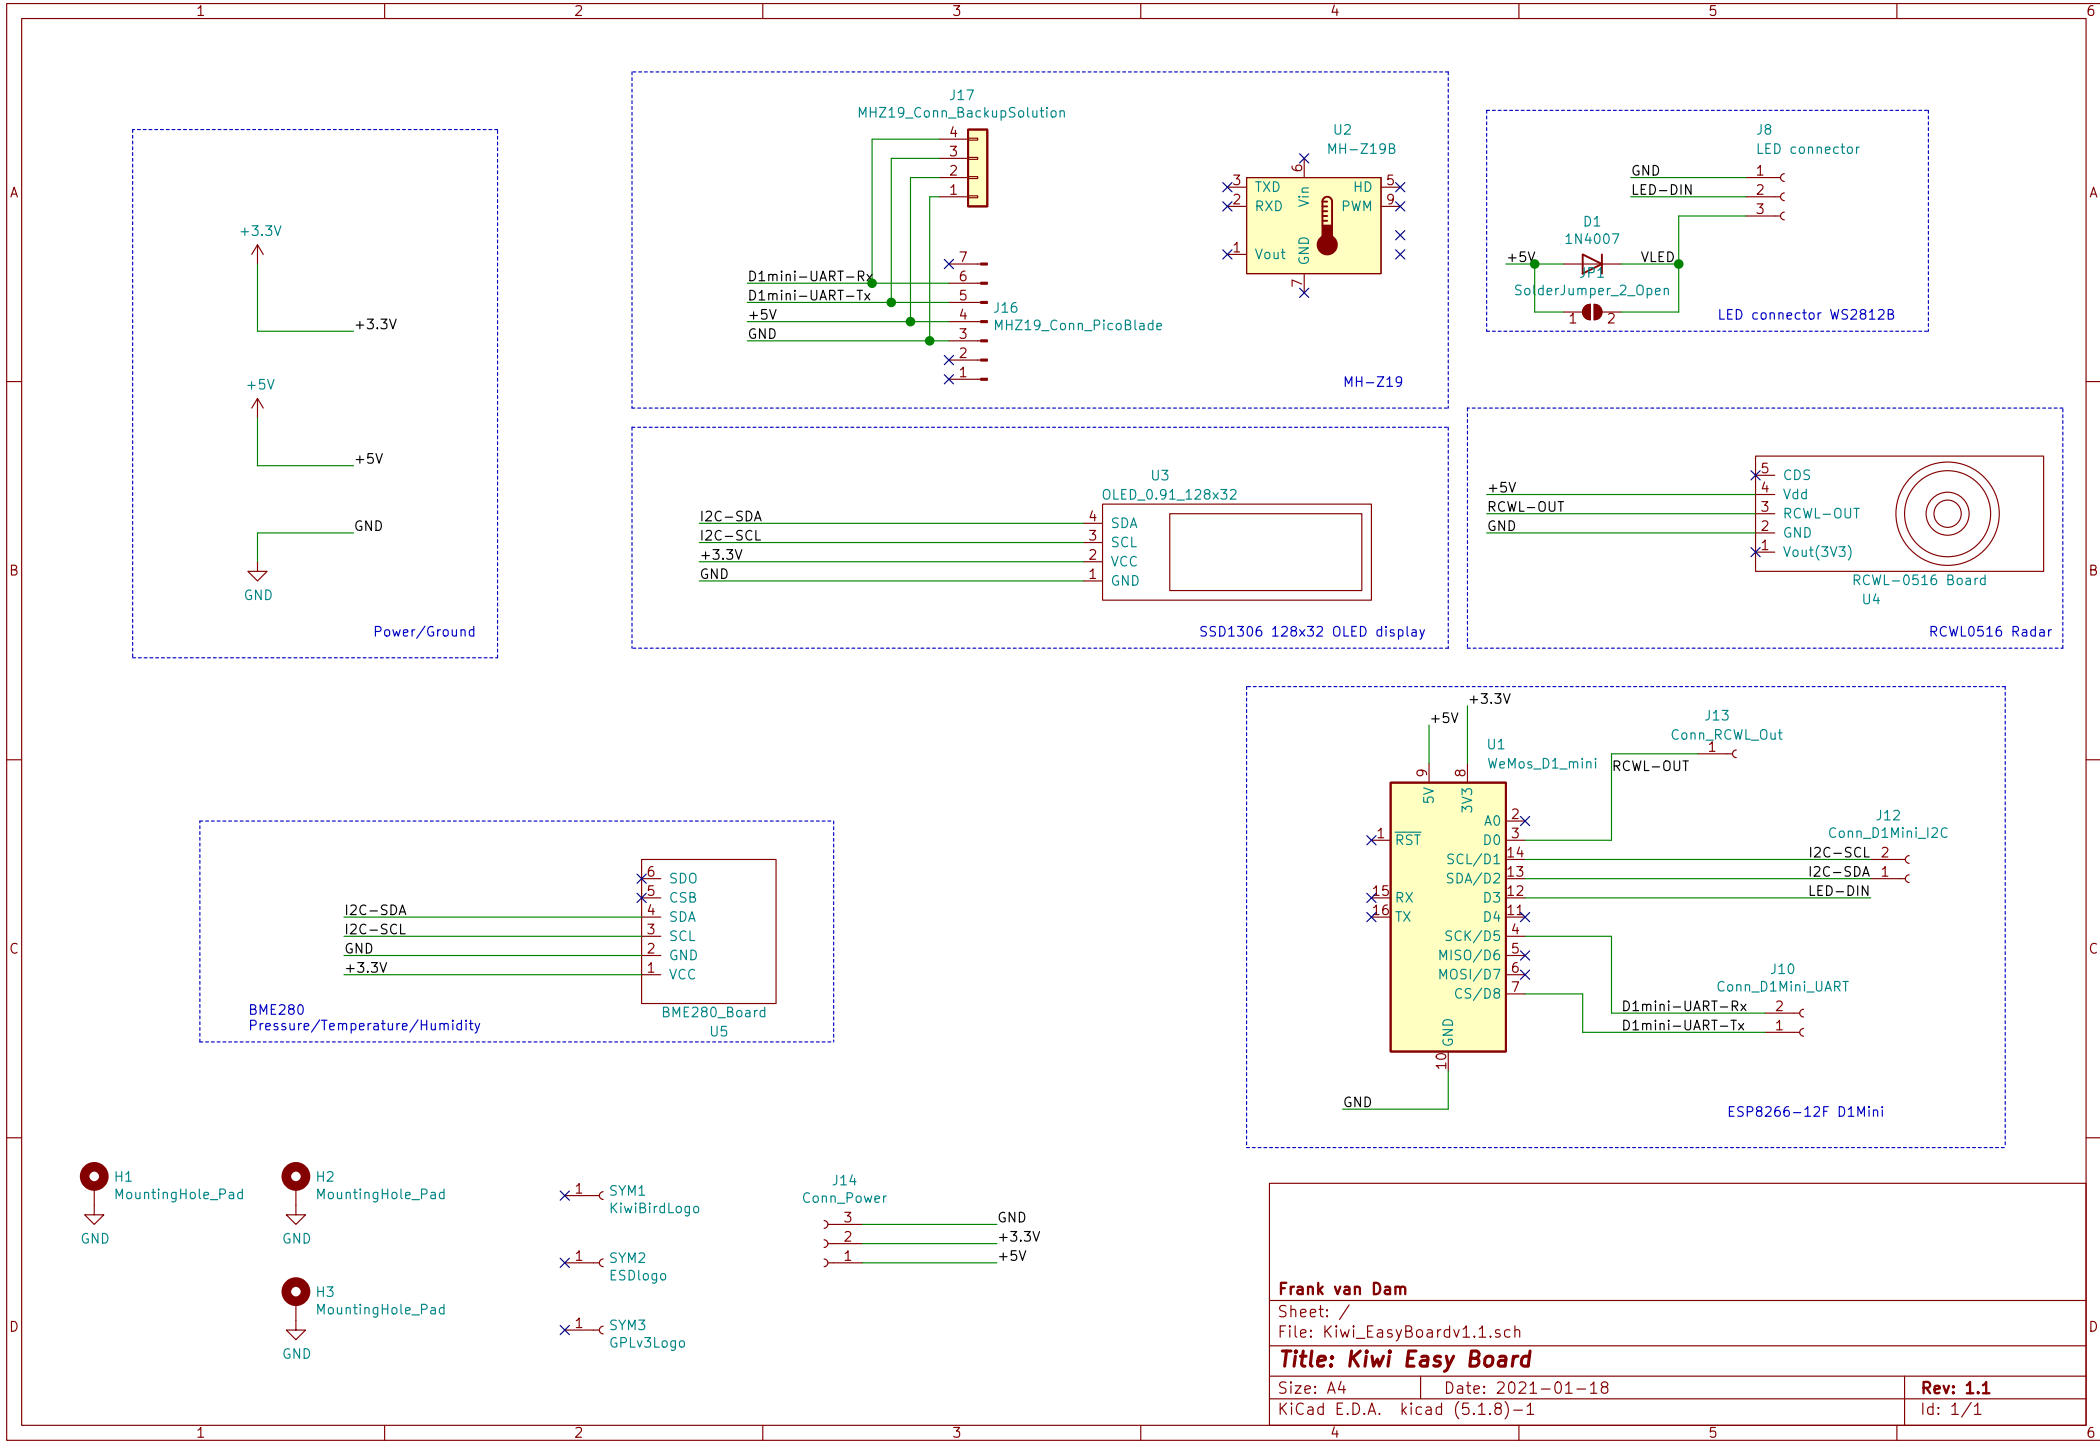 1 2 3 4 5 6
A
B
C
D
+3.3V
+3.3V
+5V
+5V
GND
GND
Power/Ground
J17
MHZ19_Conn_BackupSolution
4
3
2
1
D1mini-UART-Rx
D1mini-UART-Tx
+5V
GND
7
6
5
4
3
2
1
J16
MHZ19_Conn_PicoBlade
U2
MH-Z19B
3 TXD
2 RXD
1 Vout
6 Vin
7 GND
HD 5
PWM 9
MH-Z19
J8
LED connector
GND 1
LED-DIN 2
3
D1
1N4007
+5V
VLED
JP1
SolderJumper_2_Open
1 2
LED connector WS2812B
U3
OLED_0.91_128x32
I2C-SDA 4 SDA
I2C-SCL 3 SCL
+3.3V 2 VCC
GND 1 GND
SSD1306 128x32 OLED display
5 CDS
+5V 4 Vdd
RCWL-OUT 3 RCWL-OUT
GND 2 GND
1 Vout(3V3)
RCWL-0516 Board
U4
RCWL0516 Radar
+3.3V
+5V
U1
WeMos_D1_mini
9 5V
8 3V3
1 RST
15 RX
16 TX
A0 2
D0 3
SCL/D1 14
SDA/D2 13
D3 12
D4 11
SCK/D5 4
MISO/D6 5
MOSI/D7 6
CS/D8 7
GND 10
GND
J13
Conn_RCWL_Out
1
RCWL-OUT
J12
Conn_D1Mini_I2C
I2C-SCL 2
I2C-SDA 1
LED-DIN
J10
Conn_D1Mini_UART
D1mini-UART-Rx 2
D1mini-UART-Tx 1
ESP8266-12F D1Mini
6 SDO
5 CSB
I2C-SDA 4 SDA
I2C-SCL 3 SCL
GND 2 GND
+3.3V 1 VCC
BME280_Board
U5
BME280
Pressure/Temperature/Humidity
H1
MountingHole_Pad
GND
H2
MountingHole_Pad
GND
H3
MountingHole_Pad
GND
1 SYM1
KiwiBirdLogo
1 SYM2
ESDlogo
1 SYM3
GPLv3Logo
J14
Conn_Power
3 GND
2 +3.3V
1 +5V
Frank van Dam
Sheet: /
File: Kiwi_EasyBoardv1.1.sch
Title: Kiwi Easy Board
Size: A4 Date: 2021-01-18 Rev: 1.1
KiCad E.D.A. kicad (5.1.8)-1 Id: 1/1
A
B
C
D
1 2 3 4 5 6